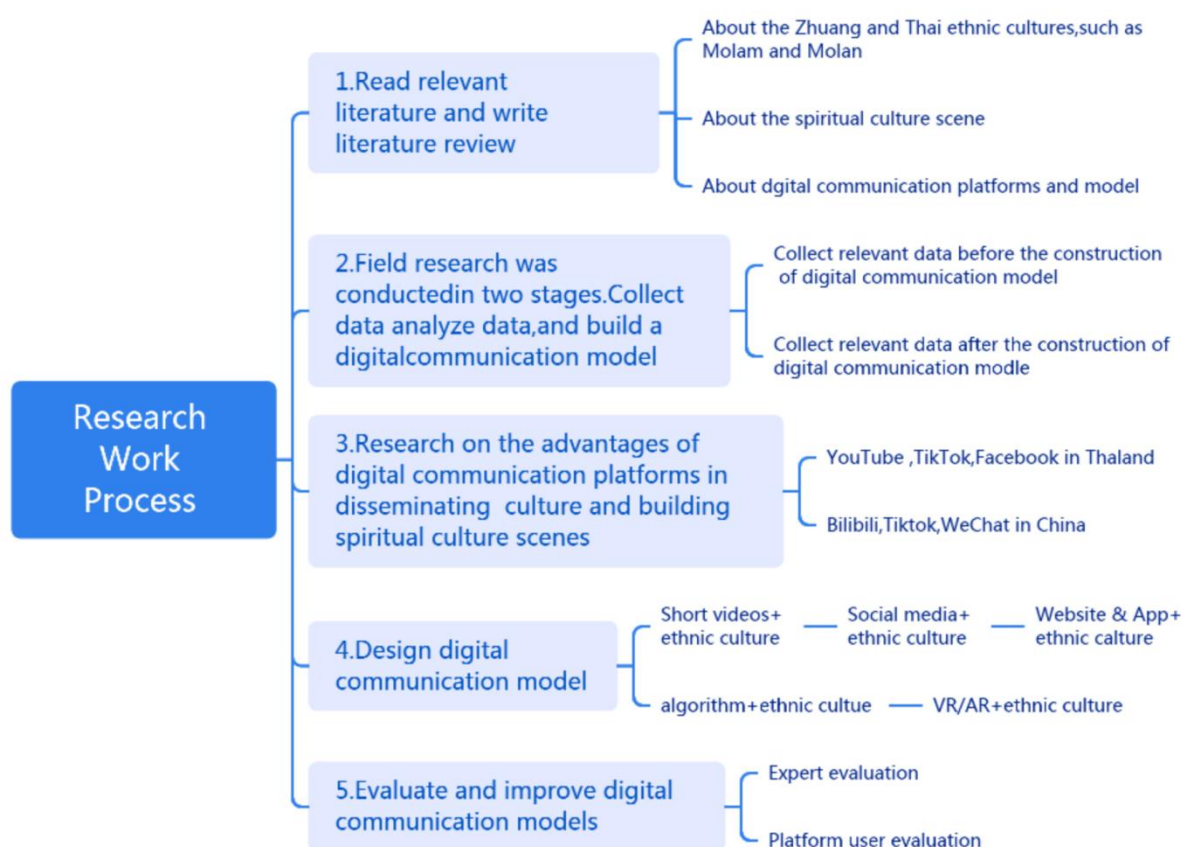 Research
Work
Process
1.Read relevant
literature and write
literature review
About the Zhuang and Thai ethnic cultures,such as
Molam and Molan
About the spiritual culture scene
About dgital communication platforms and model
2.Field research was
conductedin two stages.Collect
data analyze data,and build a
digitalcommunication model
Collect relevant data before the construction
of digital communication model
Collect relevant data after the construction of
digital communication modle
3.Research on the advantages of
digital communication platforms in
disseminating culture and building
spiritual culture scenes
YouTube ,TikTok,Facebook in Thaland
Bilibili,Tiktok,WeChat in China
4.Design digital
communication model
Short videos+
ethnic culture
Social media+
ethnic culture
Website & App+
ethnic calture
algorithm+ethnic cultue
VR/AR+ethnic culture
5.Evaluate and improve digital
communication models
Expert evaluation
Platform user evaluation